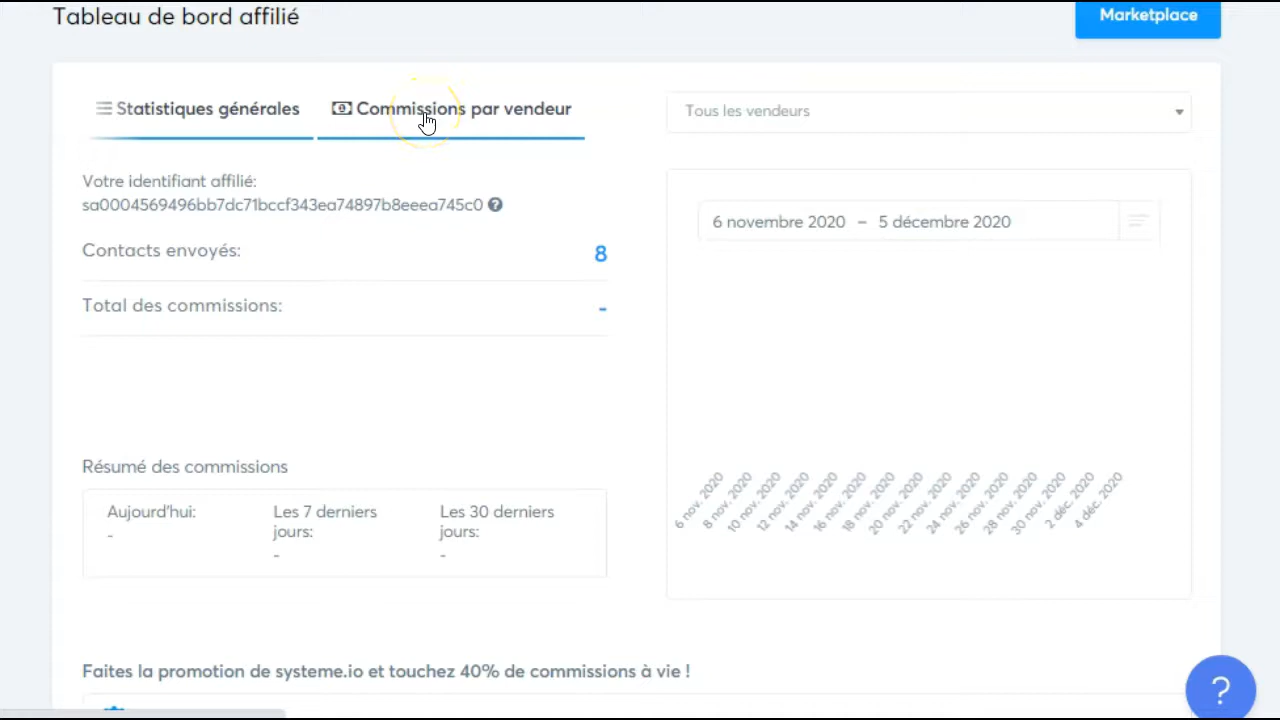 Tableau de bord affilié
Marketplace
Statistiques générales
Commissions par vendeur
Tous les vendeurs
Votre identifiant affilié:
sa0004569496bb7dc71bccf343ea74897b8eeea745c0
6 novembre 2020 – 5 décembre 2020
Contacts envoyés: 8
Total des commissions: -
Résumé des commissions
Aujourd'hui:
-
Les 7 derniers
jours:
-
Les 30 derniers
jours:
-
6 nov. 2020
8 nov. 2020
10 nov. 2020
12 nov. 2020
14 nov. 2020
16 nov. 2020
18 nov. 2020
20 nov. 2020
22 nov. 2020
24 nov. 2020
26 nov. 2020
28 nov. 2020
30 nov. 2020
2 déc. 2020
4 déc. 2020
Faites la promotion de systeme.io et touchez 40% de commissions à vie !
?